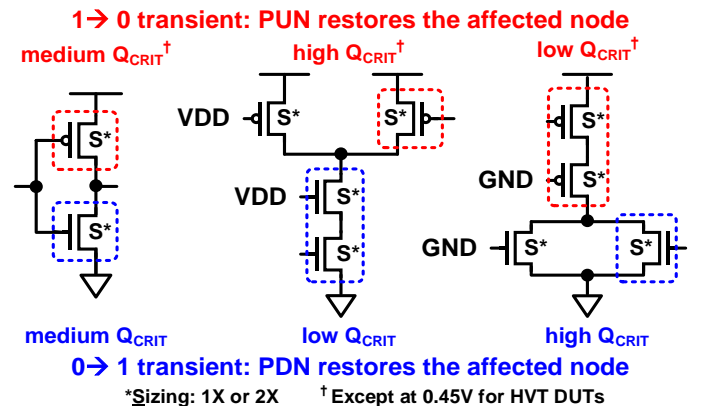 1→ 0 transient: PUN restores the affected node
medium QCRIT† high QCRIT† low QCRIT†
VDD S* S* S*
S* GND S*
VDD S*
S* GND S* S*
S*
medium QCRIT low QCRIT high QCRIT
0→ 1 transient: PDN restores the affected node
*Sizing: 1X or 2X † Except at 0.45V for HVT DUTs